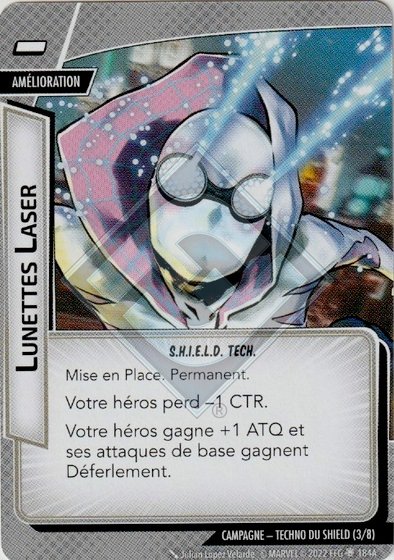 AMÉLIORATION
LUNETTES LASER
S.H.I.E.L.D. TECH.
Mise en Place. Permanent.
Votre héros perd –1 CTR.
Votre héros gagne +1 ATQ et
ses attaques de base gagnent
Déferlement.
CAMPAGNE – TECHNO DU SHIELD (3/8)
Julian Lopez Velarde © MARVEL © 2022 FFG 184A